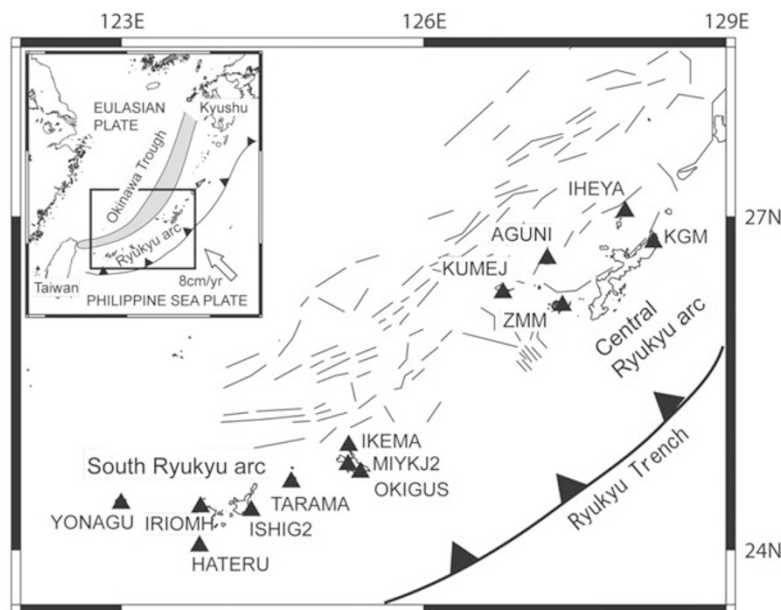 123E
126E
129E
EULASIAN
PLATE
Kyushu
Okinawa Trough
Ryukyu arc
Taiwan
8cm/yr
PHILIPPINE SEA PLATE
IHEYA
27N
AGUNI
KGM
KUMEJ
ZMM
Central
Ryukyu arc
IKEMA
South Ryukyu arc
MIYKJ2
OKIGUS
TARAMA
Ryukyu Trench
YONAGU
IRIOMH
ISHIG2
24N
HATERU